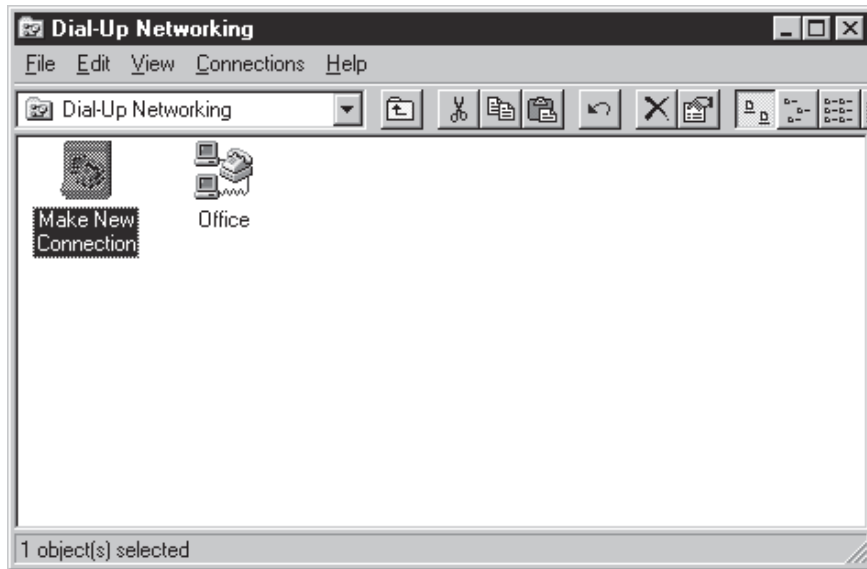 Dial-Up Networking
File Edit View Connections Help
Dial-Up Networking
Make New
Connection
Office
1 object(s) selected